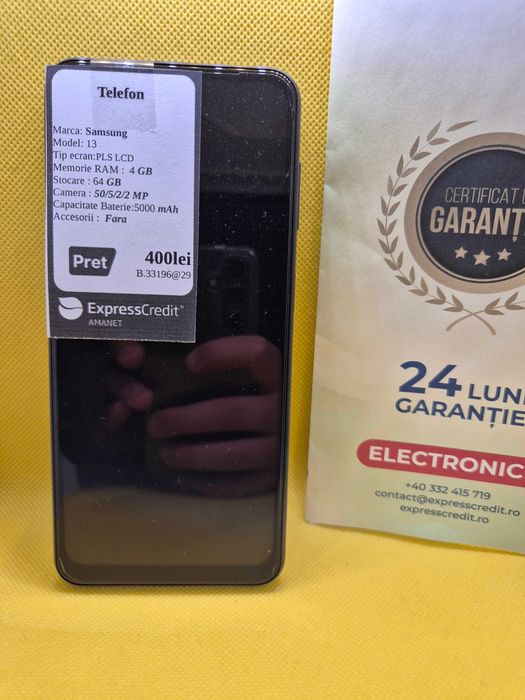 Telefon
Marca: Samsung
Model: 13
Tip ecran:PLS LCD
Memorie RAM : 4 GB
Stocare : 64 GB
Camera : 50/5/2/2 MP
Capacitate Baterie:5000 mAh
Accesorii : Fara
Pret
400lei
B.33196@29
ExpressCredit
AMANET
CERTIFICAT
GARANȚ
24 LUNI
GARANȚIE
ELECTRONIC
+40 332 415 719
contact@expresscredit.ro
expresscredit.ro